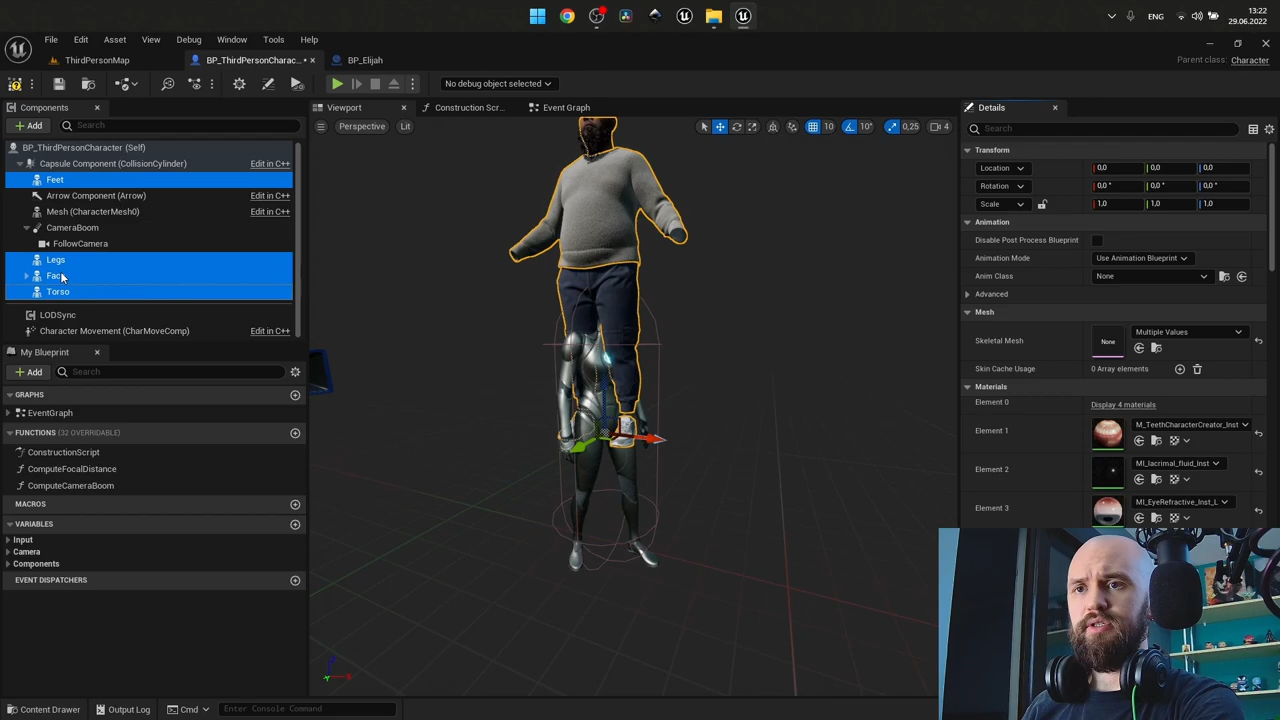 13:22
ENG
29.06.2022
File Edit Asset View Debug Window Tools Help
ThirdPersonMap
BP_ThirdPersonCharac... •
BP_Elijah
Parent class: Character
No debug object selected
Components
Viewport
Construction Scr...
Event Graph
Details
Add
Search
Perspective
Lit
10
10°
0,25
4
Search
BP_ThirdPersonCharacter (Self)
Capsule Component (CollisionCylinder) Edit in C++
Feet
Arrow Component (Arrow) Edit in C++
Mesh (CharacterMesh0) Edit in C++
CameraBoom
FollowCamera
Legs
Torso
LODSync
Character Movement (CharMoveComp) Edit in C++
My Blueprint
Add
Search
GRAPHS
EventGraph
FUNCTIONS (32 OVERRIDABLE)
ConstructionScript
ComputeFocalDistance
ComputeCameraBoom
MACROS
VARIABLES
Input
Camera
Components
EVENT DISPATCHERS
Transform
Location 0,0 0,0 0,0
Rotation 0,0 ° 0,0 ° 0,0 °
Scale 1,0 1,0 1,0
Animation
Disable Post Process Blueprint
Animation Mode Use Animation Blueprint
Anim Class None
Advanced
Mesh
Skeletal Mesh None Multiple Values
Skin Cache Usage 0 Array elements
Materials
Element 0 Display 4 materials
Element 1 M_TeethCharacterCreator_Inst
Element 2 MI_lacrimal_fluid_Inst
Element 3 MI_EyeRefractive_Inst_L
Content Drawer
Output Log
Cmd
Enter Console Command